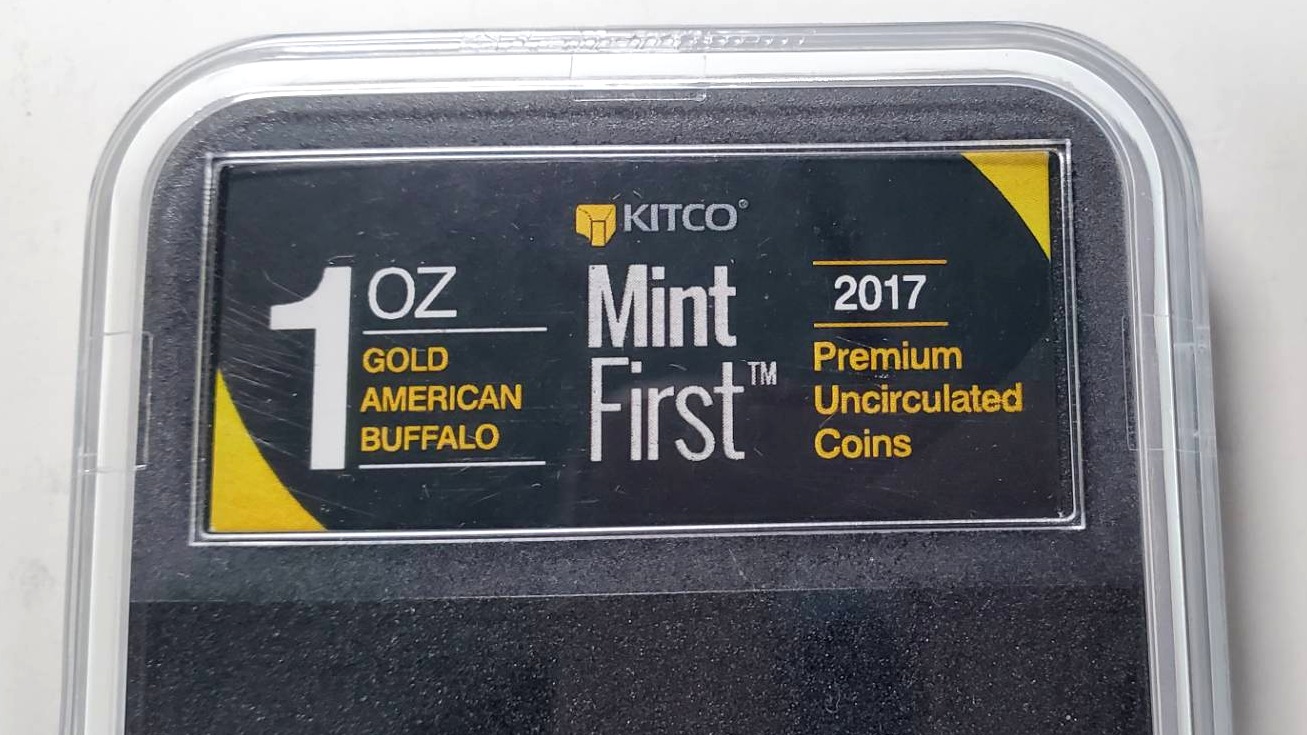 KITCO®
1 OZ
GOLD
AMERICAN
BUFFALO
Mint
First™
2017
Premium
Uncirculated
Coins